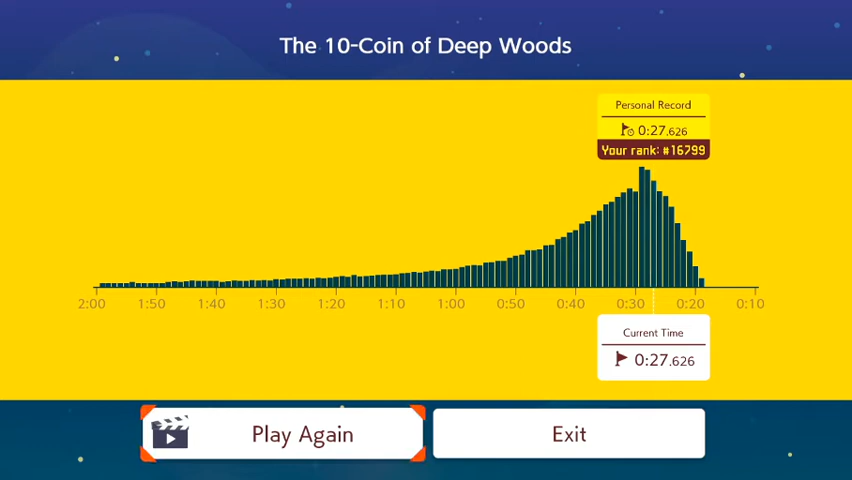 The 10-Coin of Deep Woods
Personal Record
0:27.626
Your rank: #16799
2:00 1:50 1:40 1:30 1:20 1:10 1:00 0:50 0:40 0:30 0:20 0:10
Current Time
0:27.626
Play Again
Exit